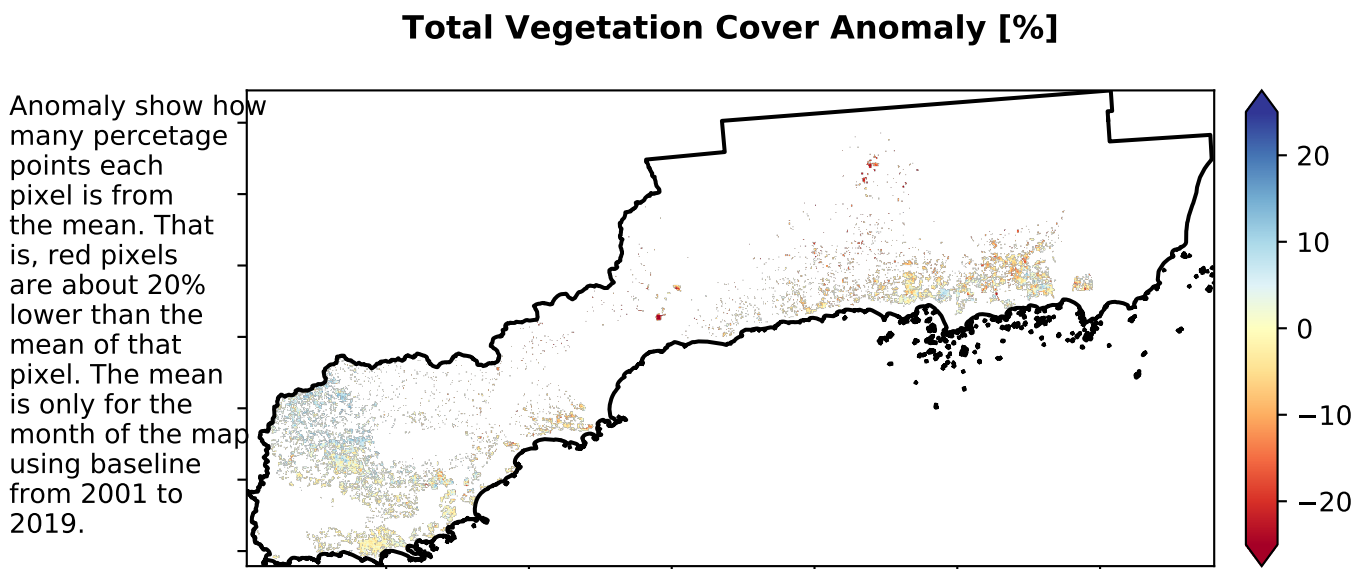 Total Vegetation Cover Anomaly [%]
Anomaly show how
many percetage
points each
pixel is from
the mean. That
is, red pixels
are about 20%
lower than the
mean of that
pixel. The mean
is only for the
month of the map
using baseline
from 2001 to
2019.
20
10
0
−10
−20